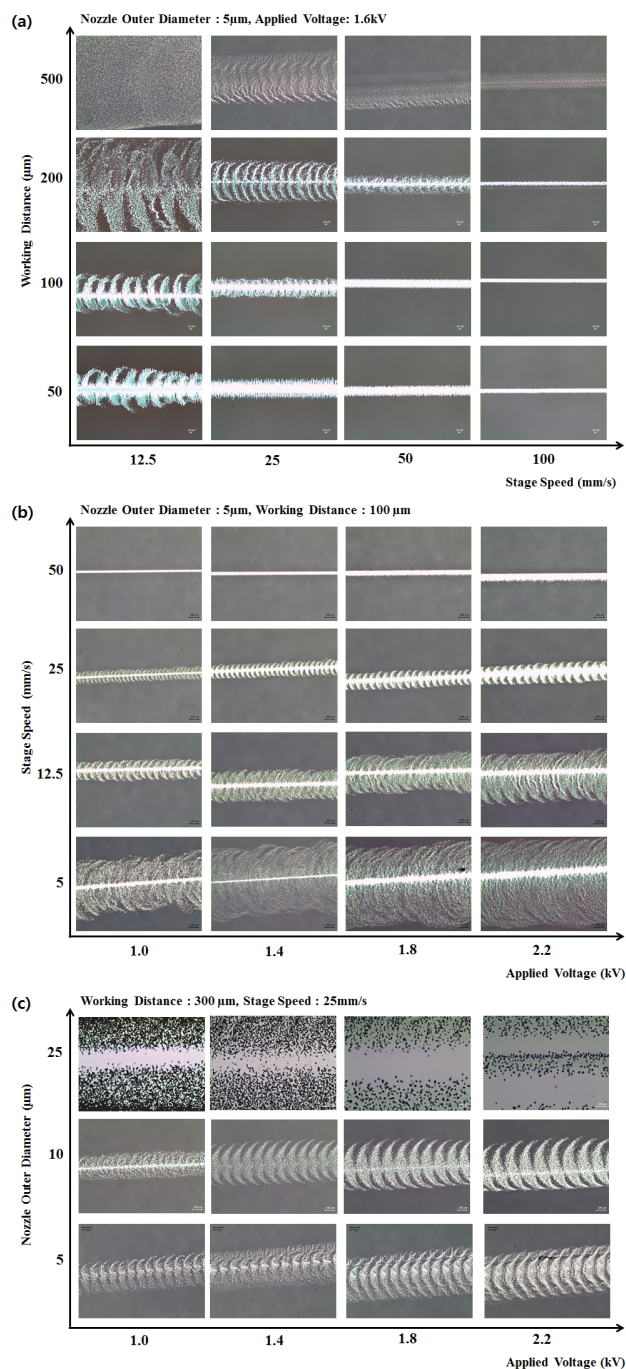 (a)
Nozzle Outer Diameter : 5µm, Applied Voltage: 1.6kV
500
200
100
50
Working Distance (µm)
12.5
25
50
100
Stage Speed (mm/s)
(b)
Nozzle Outer Diameter : 5µm, Working Distance : 100 µm
50
25
12.5
5
Stage Speed (mm/s)
1.0
1.4
1.8
2.2
Applied Voltage (kV)
(c)
Working Distance : 300 µm, Stage Speed : 25mm/s
25
10
5
Nozzle Outer Diameter (µm)
1.0
1.4
1.8
2.2
Applied Voltage (kV)